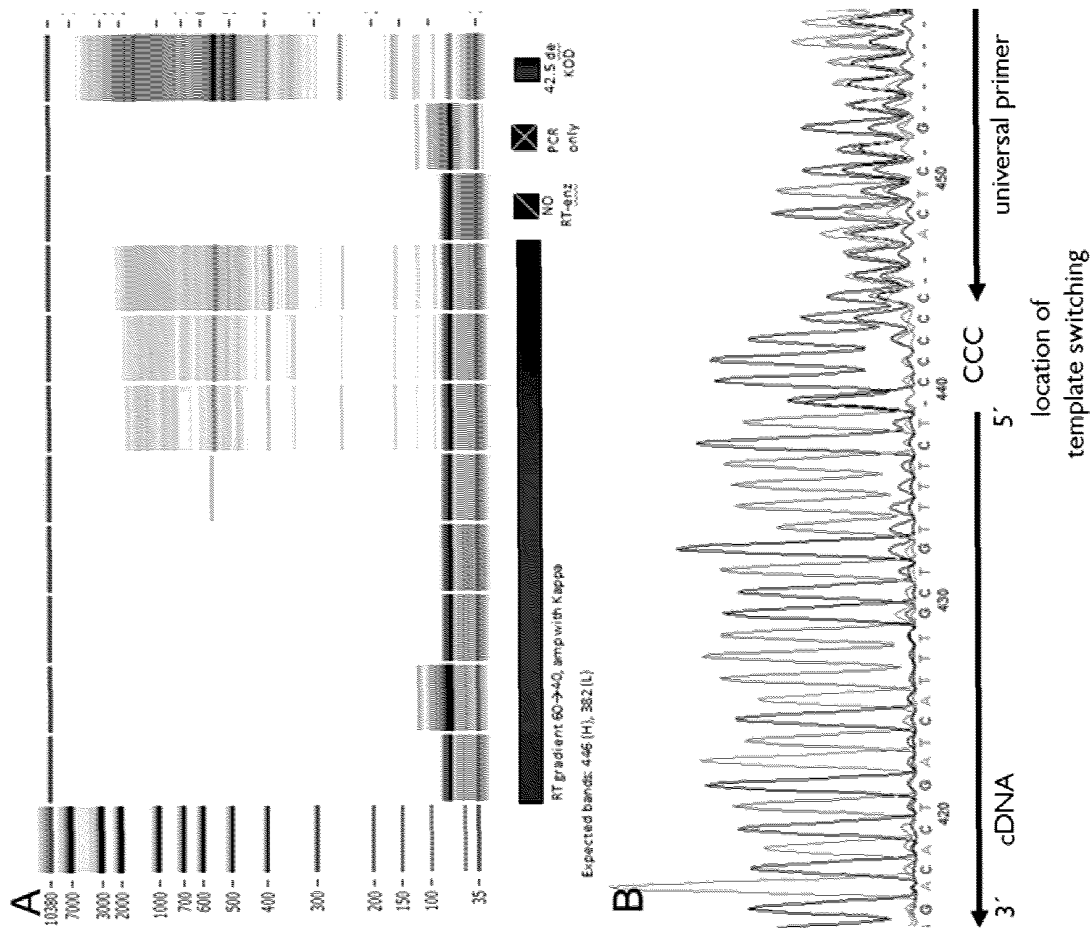 A
10380
7000
3000
2000
1000
700
600
500
400
300
200
150
100
35
RT gradient 60→40, amp with Kappa
NO RT-enz
PCR only
42.5 de KOD
Expected bands: 446 (H), 382 (L)
B
G A C A C T G A T C A T T T G C T G T T T T C T - C C C C C - - A C T C - G - - - - -
420 430 440 450
3´ cDNA 5´ CCC universal primer
location of
template switching